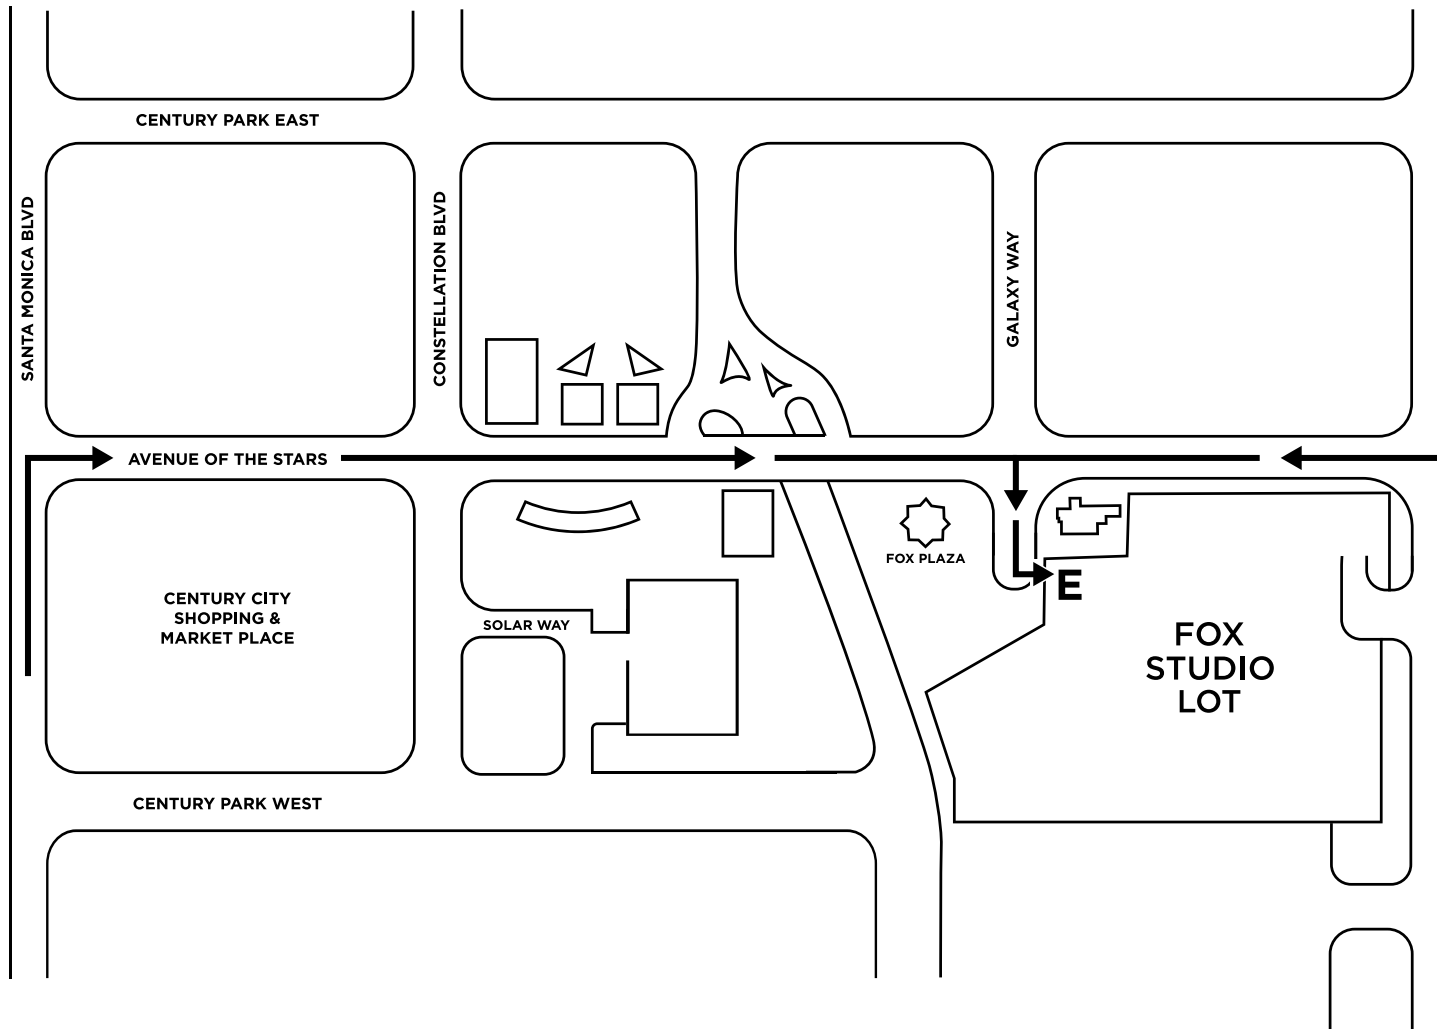 CENTURY PARK EAST
SANTA MONICA BLVD
CONSTELLATION BLVD
GALAXY WAY
AVENUE OF THE STARS
FOX PLAZA
E
CENTURY CITY
SHOPPING &
MARKET PLACE
SOLAR WAY
FOX
STUDIO
LOT
CENTURY PARK WEST